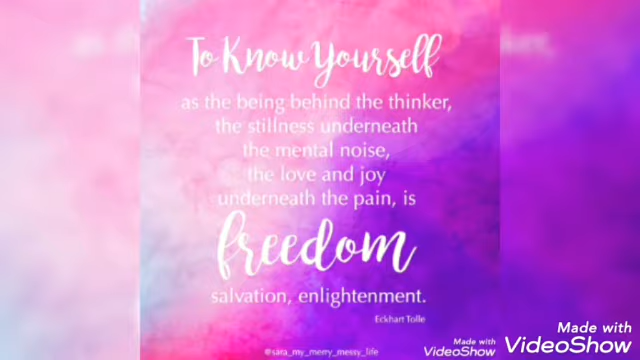 To Know Yourself
as the being behind the thinker,
the stillness underneath
the mental noise,
the love and joy
underneath the pain, is
freedom
salvation, enlightenment.
Eckhart Tolle
@sara_my_merry_messy_life
Made with
VideoShow
Made with
VideoShow